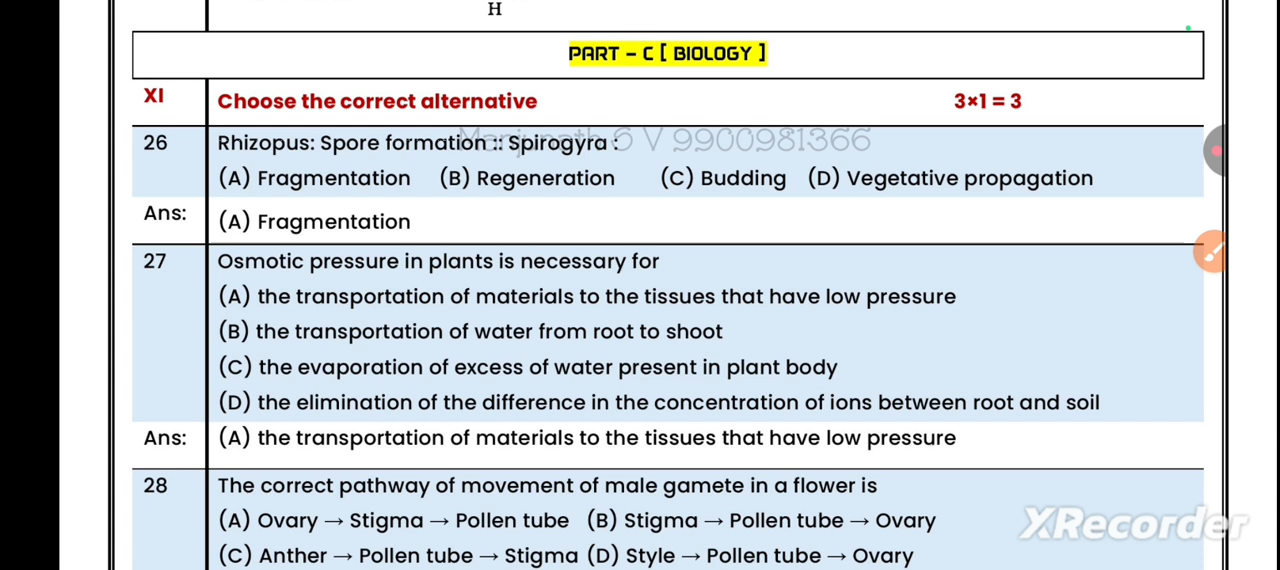 H
PART – C [ BIOLOGY ]
XI Choose the correct alternative 3×1 = 3
Manjunath G V 9900981366
26 Rhizopus: Spore formation :: Spirogyra :
(A) Fragmentation (B) Regeneration (C) Budding (D) Vegetative propagation
Ans: (A) Fragmentation
27 Osmotic pressure in plants is necessary for
(A) the transportation of materials to the tissues that have low pressure
(B) the transportation of water from root to shoot
(C) the evaporation of excess of water present in plant body
(D) the elimination of the difference in the concentration of ions between root and soil
Ans: (A) the transportation of materials to the tissues that have low pressure
28 The correct pathway of movement of male gamete in a flower is
(A) Ovary → Stigma → Pollen tube (B) Stigma → Pollen tube → Ovary
(C) Anther → Pollen tube → Stigma (D) Style → Pollen tube → Ovary
XRecorder